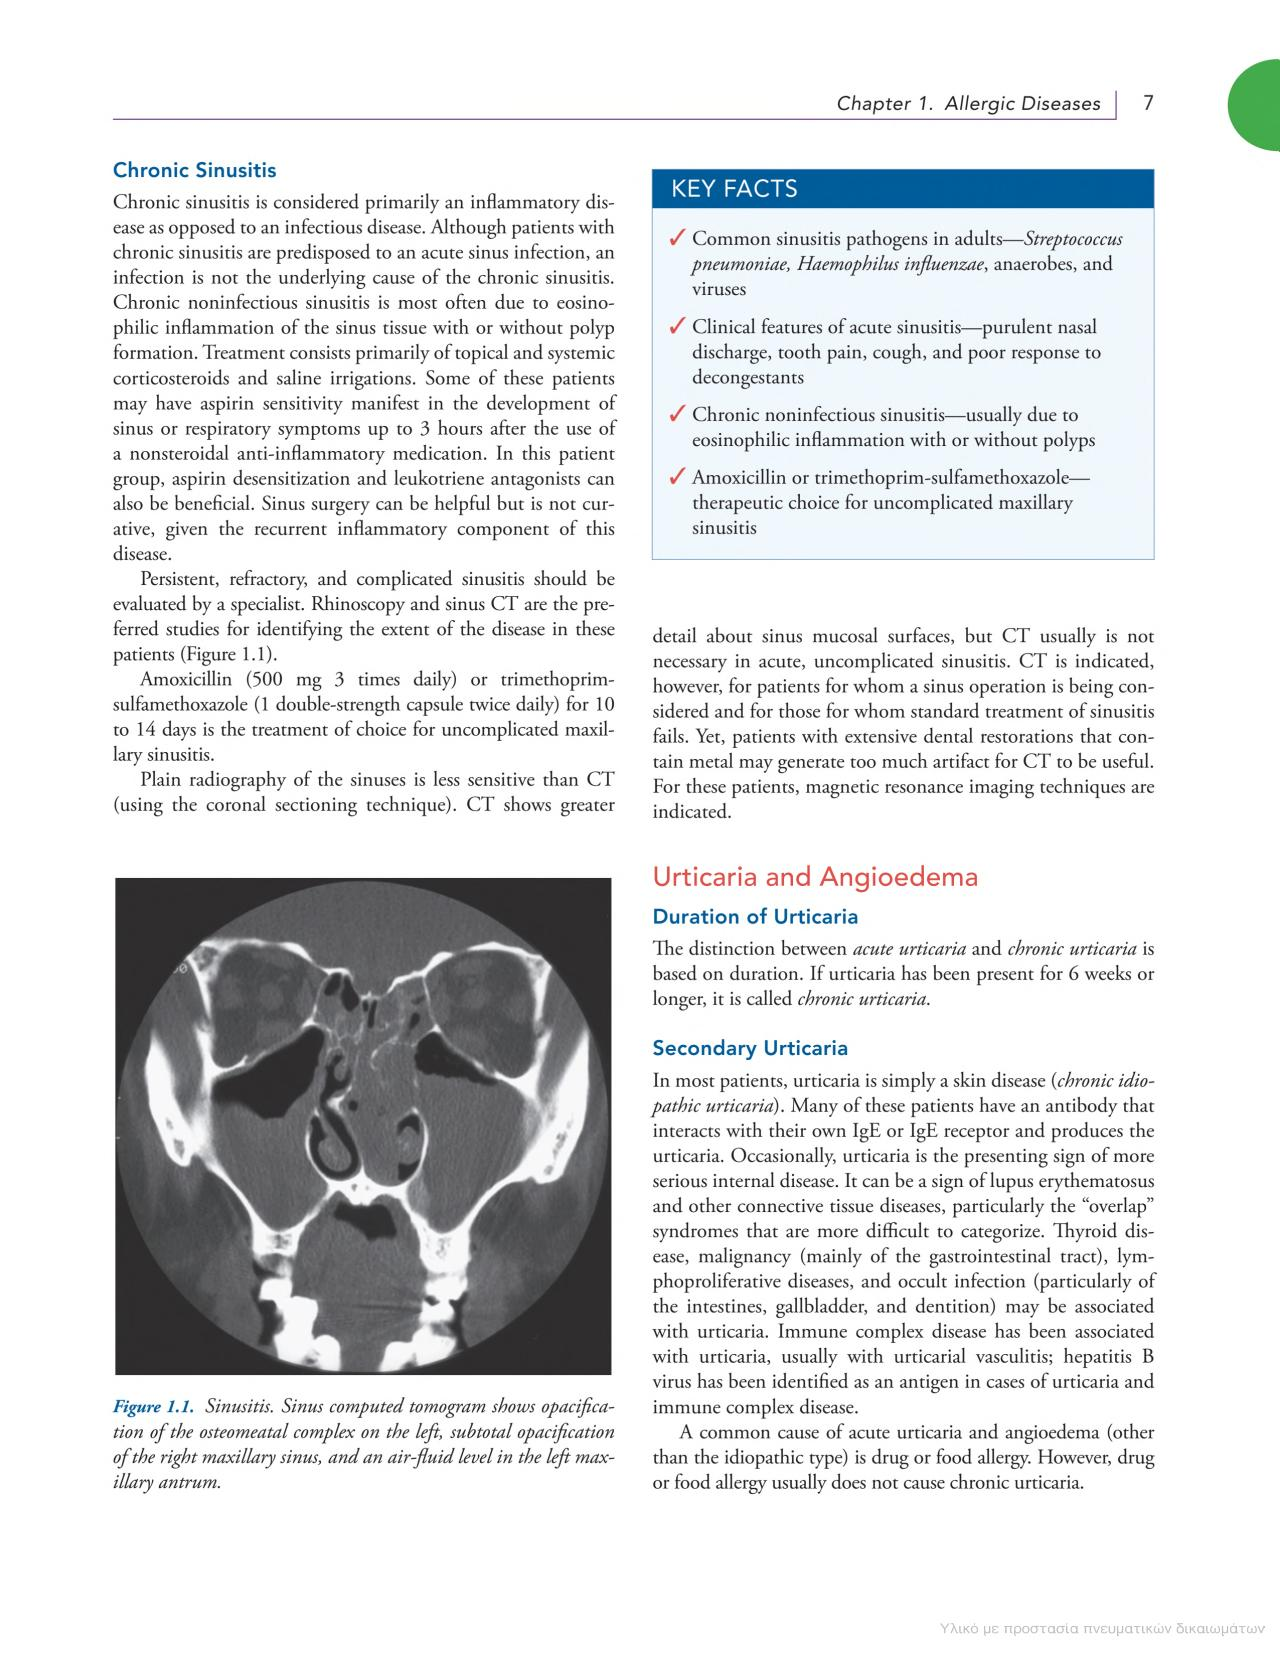 Chapter 1. Allergic Diseases 7
Chronic Sinusitis
Chronic sinusitis is considered primarily an inflammatory dis-
ease as opposed to an infectious disease. Although patients with
chronic sinusitis are predisposed to an acute sinus infection, an
infection is not the underlying cause of the chronic sinusitis.
Chronic noninfectious sinusitis is most often due to eosino-
philic inflammation of the sinus tissue with or without polyp
formation. Treatment consists primarily of topical and systemic
corticosteroids and saline irrigations. Some of these patients
may have aspirin sensitivity manifest in the development of
sinus or respiratory symptoms up to 3 hours after the use of
a nonsteroidal anti-inflammatory medication. In this patient
group, aspirin desensitization and leukotriene antagonists can
also be beneficial. Sinus surgery can be helpful but is not cur-
ative, given the recurrent inflammatory component of this
disease.
Persistent, refractory, and complicated sinusitis should be
evaluated by a specialist. Rhinoscopy and sinus CT are the pre-
ferred studies for identifying the extent of the disease in these
patients (Figure 1.1).
Amoxicillin (500 mg 3 times daily) or trimethoprim-
sulfamethoxazole (1 double-strength capsule twice daily) for 10
to 14 days is the treatment of choice for uncomplicated maxil-
lary sinusitis.
Plain radiography of the sinuses is less sensitive than CT
(using the coronal sectioning technique). CT shows greater
Figure 1.1. Sinusitis. Sinus computed tomogram shows opacifica-
tion of the osteomeatal complex on the left, subtotal opacification
of the right maxillary sinus, and an air-fluid level in the left max-
illary antrum.
KEY FACTS
✓ Common sinusitis pathogens in adults—Streptococcus
pneumoniae, Haemophilus influenzae, anaerobes, and
viruses
✓ Clinical features of acute sinusitis—purulent nasal
discharge, tooth pain, cough, and poor response to
decongestants
✓ Chronic noninfectious sinusitis—usually due to
eosinophilic inflammation with or without polyps
✓ Amoxicillin or trimethoprim-sulfamethoxazole—
therapeutic choice for uncomplicated maxillary
sinusitis
detail about sinus mucosal surfaces, but CT usually is not
necessary in acute, uncomplicated sinusitis. CT is indicated,
however, for patients for whom a sinus operation is being con-
sidered and for those for whom standard treatment of sinusitis
fails. Yet, patients with extensive dental restorations that con-
tain metal may generate too much artifact for CT to be useful.
For these patients, magnetic resonance imaging techniques are
indicated.
Urticaria and Angioedema
Duration of Urticaria
The distinction between acute urticaria and chronic urticaria is
based on duration. If urticaria has been present for 6 weeks or
longer, it is called chronic urticaria.
Secondary Urticaria
In most patients, urticaria is simply a skin disease (chronic idio-
pathic urticaria). Many of these patients have an antibody that
interacts with their own IgE or IgE receptor and produces the
urticaria. Occasionally, urticaria is the presenting sign of more
serious internal disease. It can be a sign of lupus erythematosus
and other connective tissue diseases, particularly the “overlap”
syndromes that are more difficult to categorize. Thyroid dis-
ease, malignancy (mainly of the gastrointestinal tract), lym-
phoproliferative diseases, and occult infection (particularly of
the intestines, gallbladder, and dentition) may be associated
with urticaria. Immune complex disease has been associated
with urticaria, usually with urticarial vasculitis; hepatitis B
virus has been identified as an antigen in cases of urticaria and
immune complex disease.
A common cause of acute urticaria and angioedema (other
than the idiopathic type) is drug or food allergy. However, drug
or food allergy usually does not cause chronic urticaria.
Υλικό με προστασία πνευματικών δικαιωμάτων